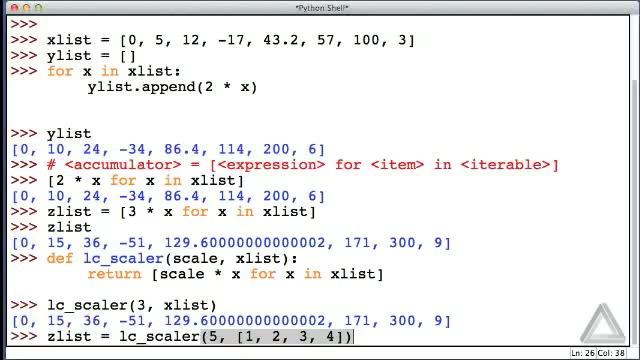 *Python Shell*
>>>
>>> xlist = [0, 5, 12, -17, 43.2, 57, 100, 3]
>>> ylist = []
>>> for x in xlist:
ylist.append(2 * x)
>>> ylist
[0, 10, 24, -34, 86.4, 114, 200, 6]
>>> # <accumulator> = [<expression> for <item> in <iterable>]
>>> [2 * x for x in xlist]
[0, 10, 24, -34, 86.4, 114, 200, 6]
>>> zlist = [3 * x for x in xlist]
>>> zlist
[0, 15, 36, -51, 129.60000000000002, 171, 300, 9]
>>> def lc_scaler(scale, xlist):
return [scale * x for x in xlist]
>>> lc_scaler(3, xlist)
[0, 15, 36, -51, 129.60000000000002, 171, 300, 9]
>>> zlist = lc_scaler(5, [1, 2, 3, 4])
Ln: 26 Col: 38